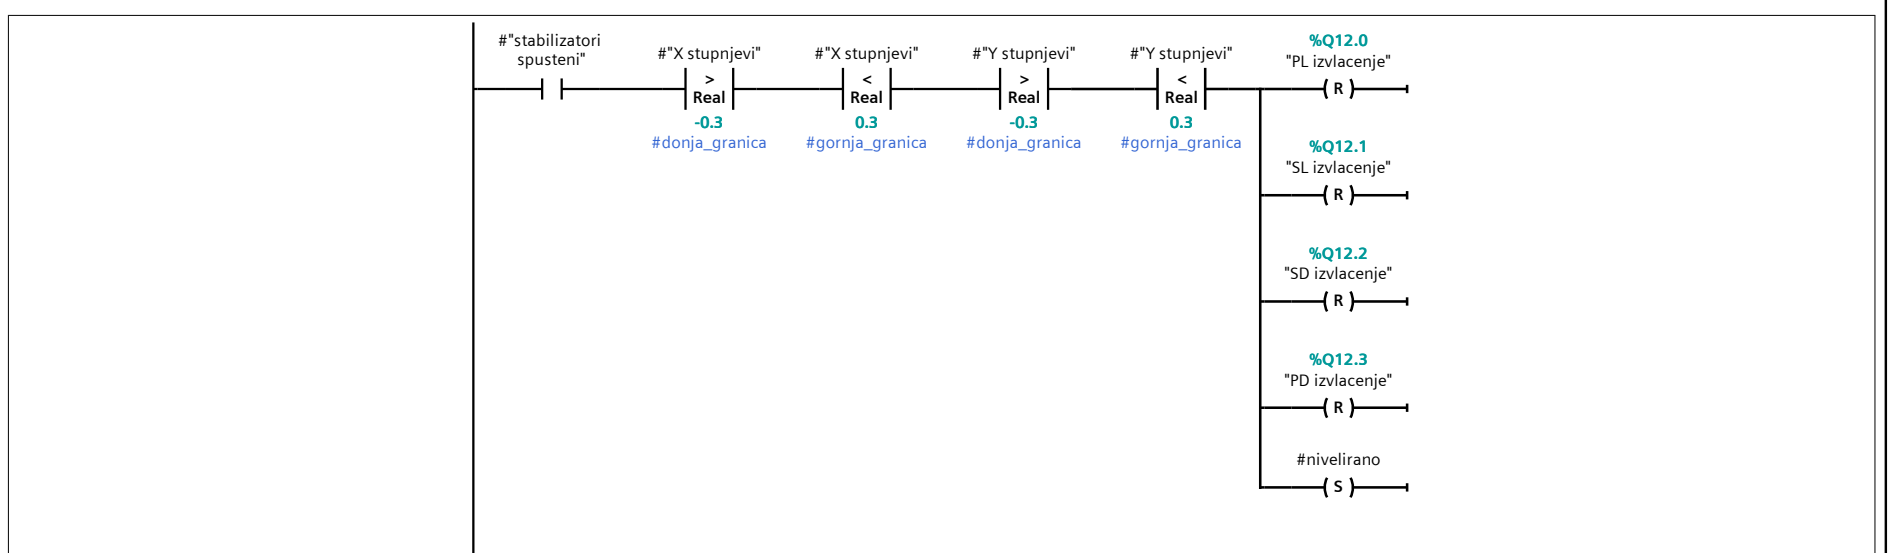 #"stabilizatori
spusteni"
#"X stupnjevi"
>
Real
-0.3
#donja_granica
#"X stupnjevi"
<
Real
0.3
#gornja_granica
#"Y stupnjevi"
>
Real
-0.3
#donja_granica
#"Y stupnjevi"
<
Real
0.3
#gornja_granica
%Q12.0
"PL izvlacenje"
( R )
%Q12.1
"SL izvlacenje"
( R )
%Q12.2
"SD izvlacenje"
( R )
%Q12.3
"PD izvlacenje"
( R )
#nivelirano
( S )